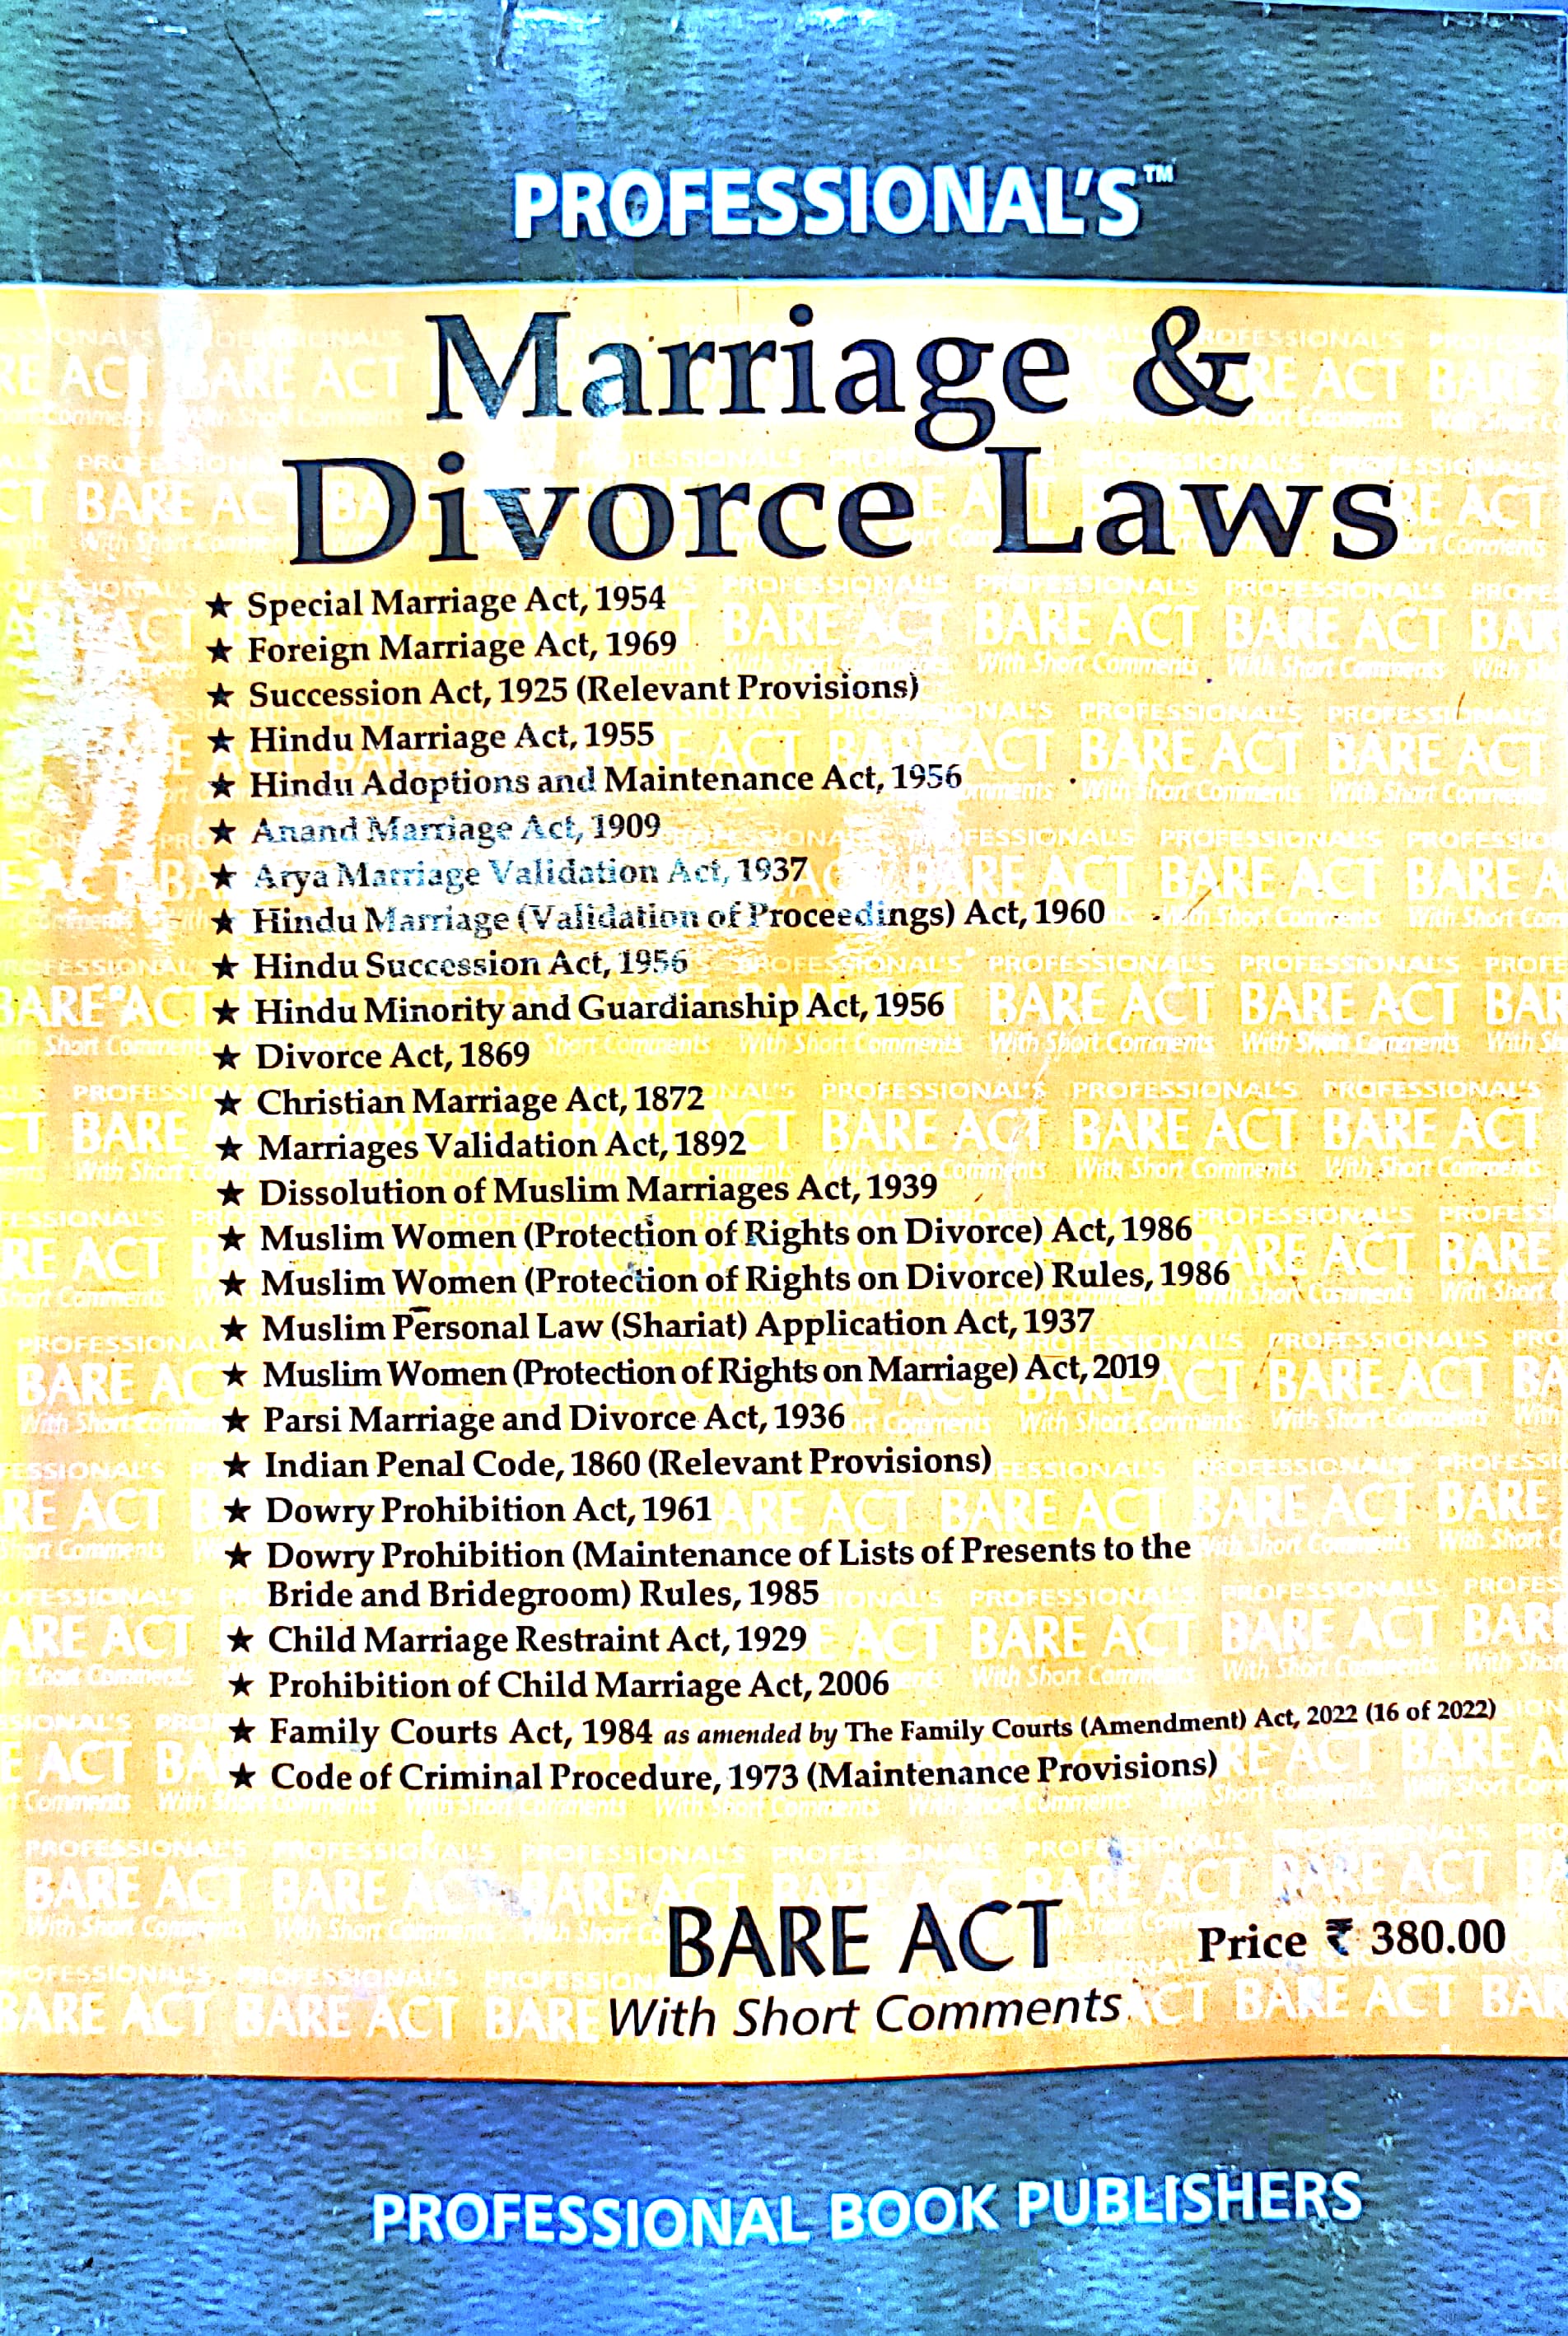 PROFESSIONAL'S™
Marriage &
Divorce Laws
★ Special Marriage Act, 1954
★ Foreign Marriage Act, 1969
★ Succession Act, 1925 (Relevant Provisions)
★ Hindu Marriage Act, 1955
★ Hindu Adoptions and Maintenance Act, 1956
★ Anand Marriage Act, 1909
★ Arya Marriage Validation Act, 1937
★ Hindu Marriage (Validation of Proceedings) Act, 1960
★ Hindu Succession Act, 1956
★ Hindu Minority and Guardianship Act, 1956
★ Divorce Act, 1869
★ Christian Marriage Act, 1872
★ Marriages Validation Act, 1892
★ Dissolution of Muslim Marriages Act, 1939
★ Muslim Women (Protection of Rights on Divorce) Act, 1986
★ Muslim Women (Protection of Rights on Divorce) Rules, 1986
★ Muslim Personal Law (Shariat) Application Act, 1937
★ Muslim Women (Protection of Rights on Marriage) Act, 2019
★ Parsi Marriage and Divorce Act, 1936
★ Indian Penal Code, 1860 (Relevant Provisions)
★ Dowry Prohibition Act, 1961
★ Dowry Prohibition (Maintenance of Lists of Presents to the
Bride and Bridegroom) Rules, 1985
★ Child Marriage Restraint Act, 1929
★ Prohibition of Child Marriage Act, 2006
★ Family Courts Act, 1984 as amended by The Family Courts (Amendment) Act, 2022 (16 of 2022)
★ Code of Criminal Procedure, 1973 (Maintenance Provisions)
BARE ACT
Price ₹ 380.00
With Short Comments
PROFESSIONAL BOOK PUBLISHERS